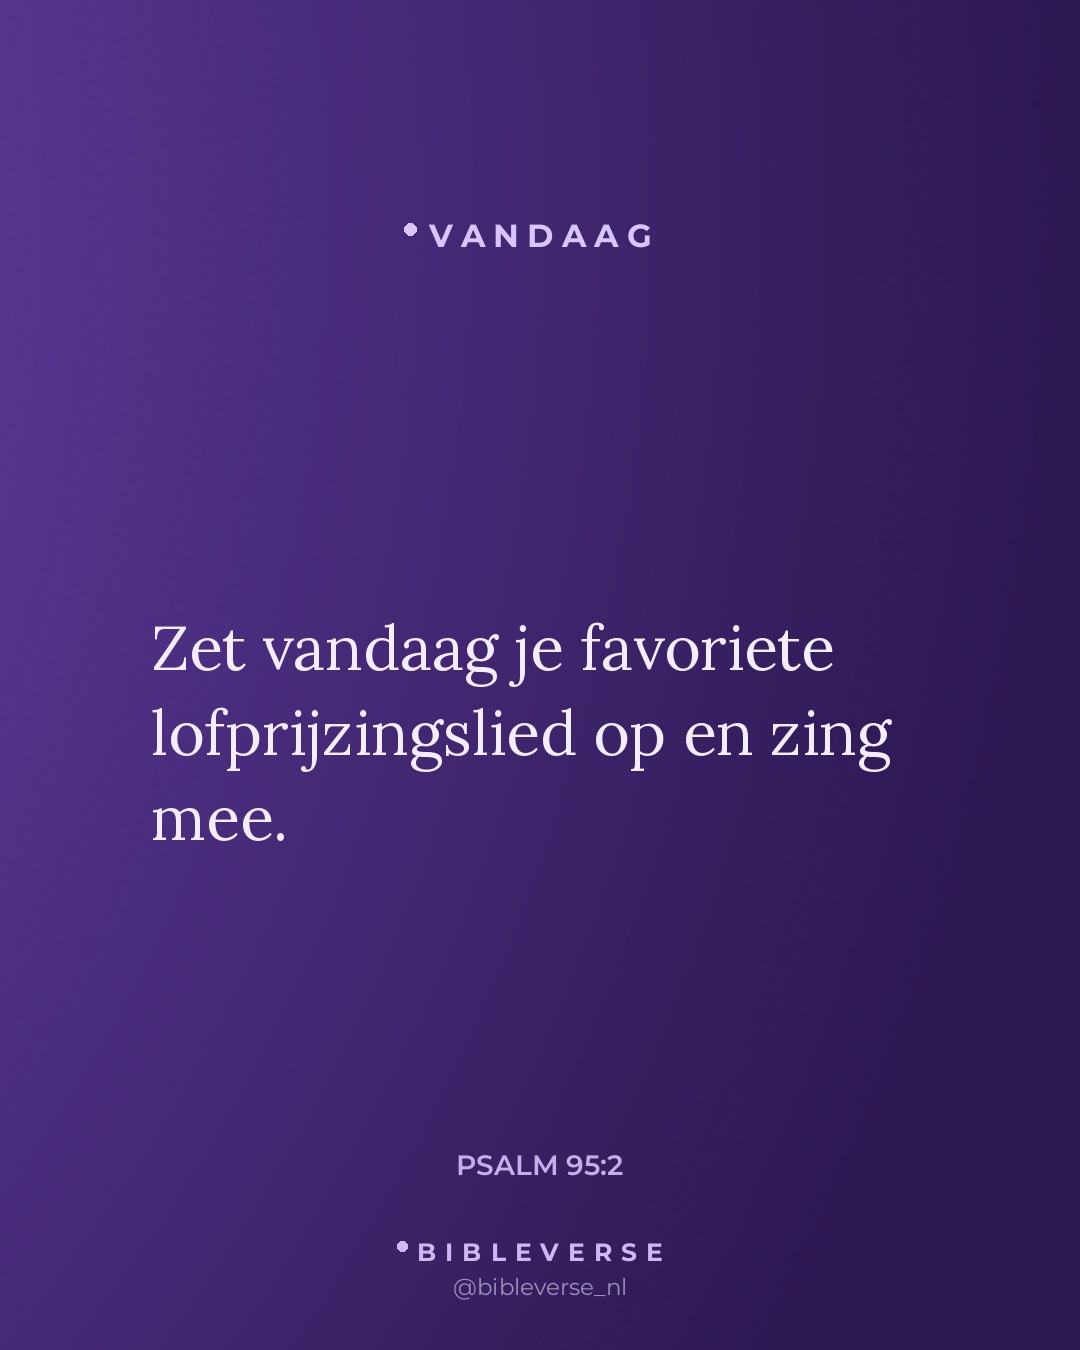 VANDAAG
Zet vandaag je favoriete
lofprijzingslied op en zing
mee.
PSALM 95:2
BIBLEVERSE
@bibleverse_nl